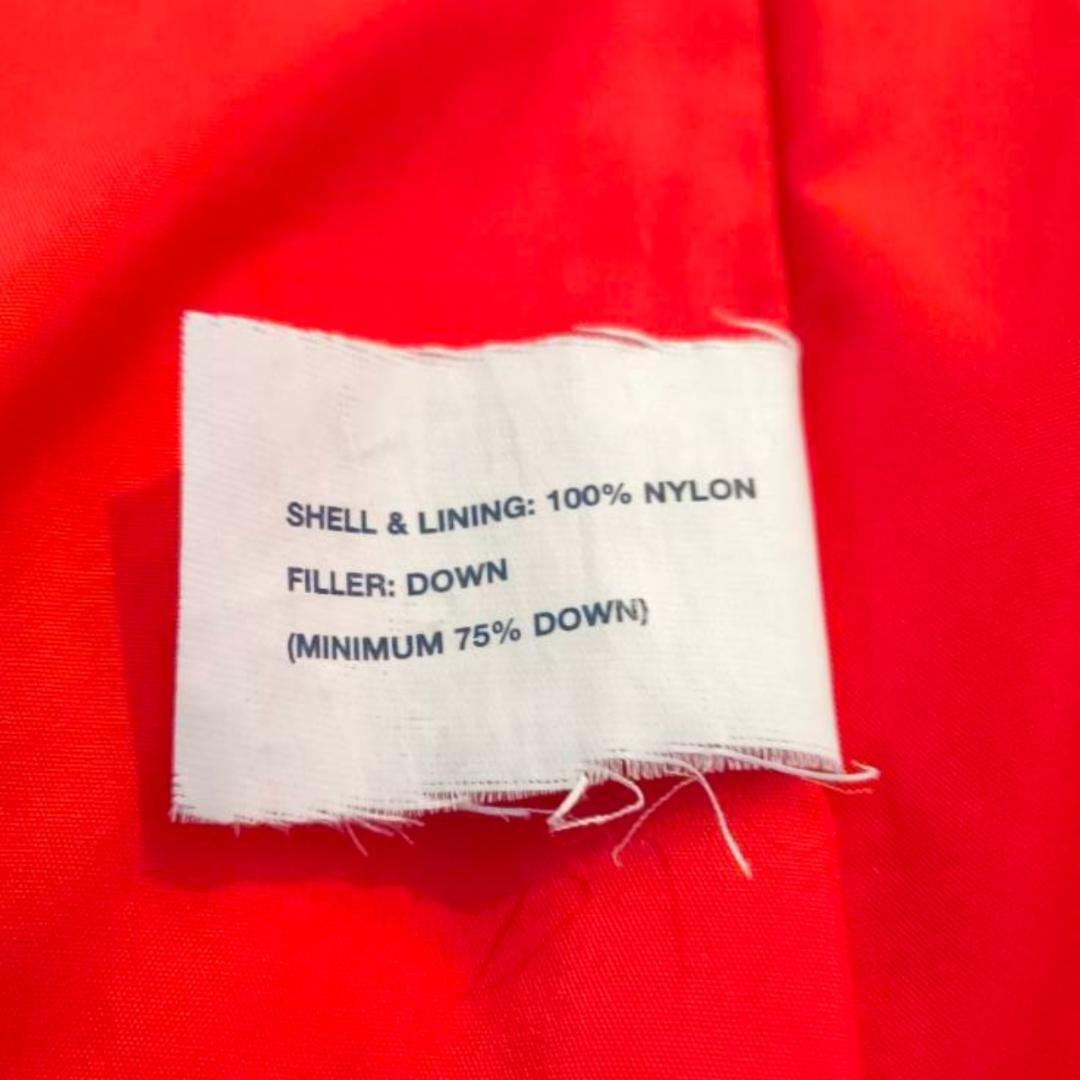 SHELL & LINING: 100% NYLON
FILLER: DOWN
(MINIMUM 75% DOWN)